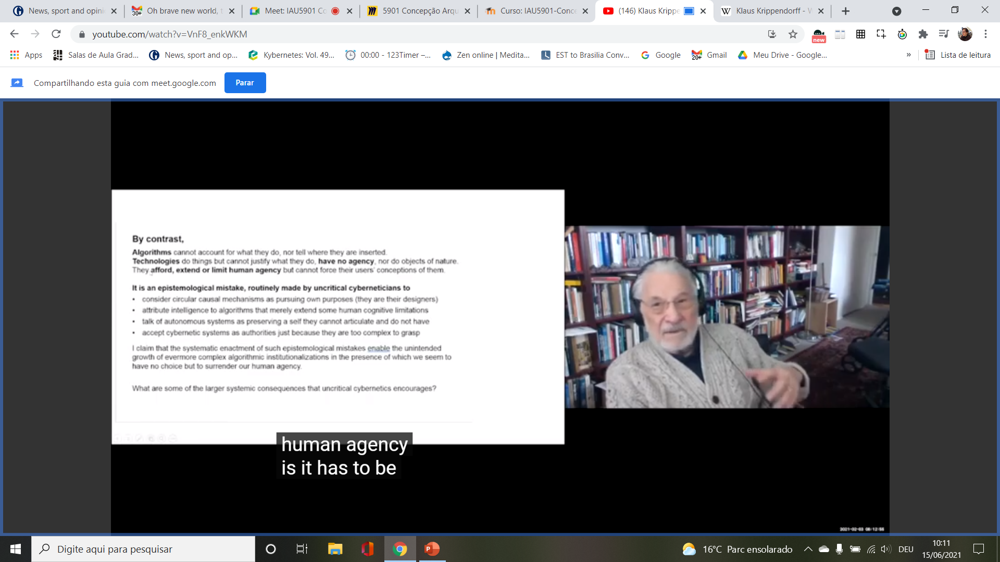 News, sport and opini
30+
Oh brave new world, t
Meet: IAU5901 Co
5901 Concepção Arqu
Curso: IAU5901-Conce
(146) Klaus Krippe
W
Klaus Krippendorff - W
youtube.com/watch?v=VnF8_enkWKM
new
Apps
Salas de Aula Grad...
News, sport and op...
Kybernetes: Vol. 49...
00:00 - 123Timer –...
Zen online | Medita...
EST to Brasilia Conv...
Google
20+
Gmail
Meu Drive - Google...
»
Lista de leitura
Compartilhando esta guia com meet.google.com
Parar
By contrast,
Algorithms cannot account for what they do, nor tell where they are inserted.
Technologies do things but cannot justify what they do, have no agency, nor do objects of nature.
They afford, extend or limit human agency but cannot force their users' conceptions of them.
It is an epistemological mistake, routinely made by uncritical cyberneticians to
• consider circular causal mechanisms as pursuing own purposes (they are their designers)
• attribute intelligence to algorithms that merely extend some human cognitive limitations
• talk of autonomous systems as preserving a self they cannot articulate and do not have
• accept cybernetic systems as authorities just because they are too complex to grasp
I claim that the systematic enactment of such epistemological mistakes enable the unintended
growth of evermore complex algorithmic institutionalizations in the presence of which we seem to
have no choice but to surrender our human agency.
What are some of the larger systemic consequences that uncritical cybernetics encourages?
human agency
is it has to be
2021-02-03 06:12:55
Digite aqui para pesquisar
P
16°C Parc ensolarado
DEU
10:11
15/06/2021